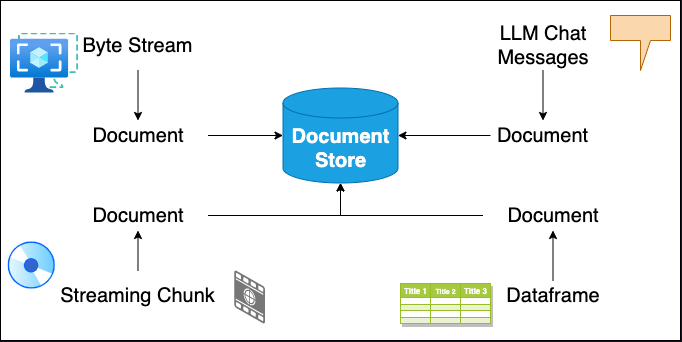 Byte Stream
LLM Chat
Messages
Document
Document
Store
Document
Document
Document
Streaming Chunk
Title 1 Title 2 Title 3
Dataframe